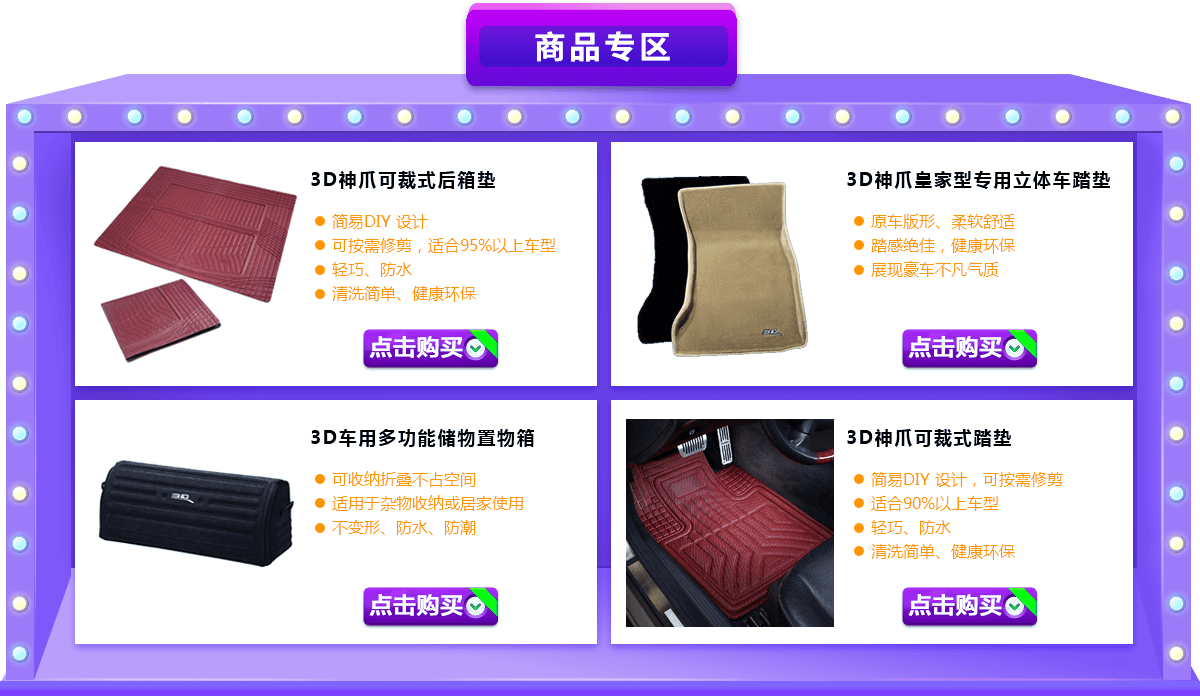 商品专区
3D神爪可裁式后箱垫
简易DIY 设计
可按需修剪，适合95%以上车型
轻巧、防水
清洗简单、健康环保
点击购买
3D神爪皇家型专用立体车踏垫
原车版形、柔软舒适
踏感绝佳，健康环保
展现豪车不凡气质
3D
点击购买
3D车用多功能储物置物箱
可收纳折叠不占空间
适用于杂物收纳或居家使用
不变形、防水、防潮
3D
点击购买
3D神爪可裁式踏垫
简易DIY 设计，可按需修剪
适合90%以上车型
轻巧、防水
清洗简单、健康环保
点击购买